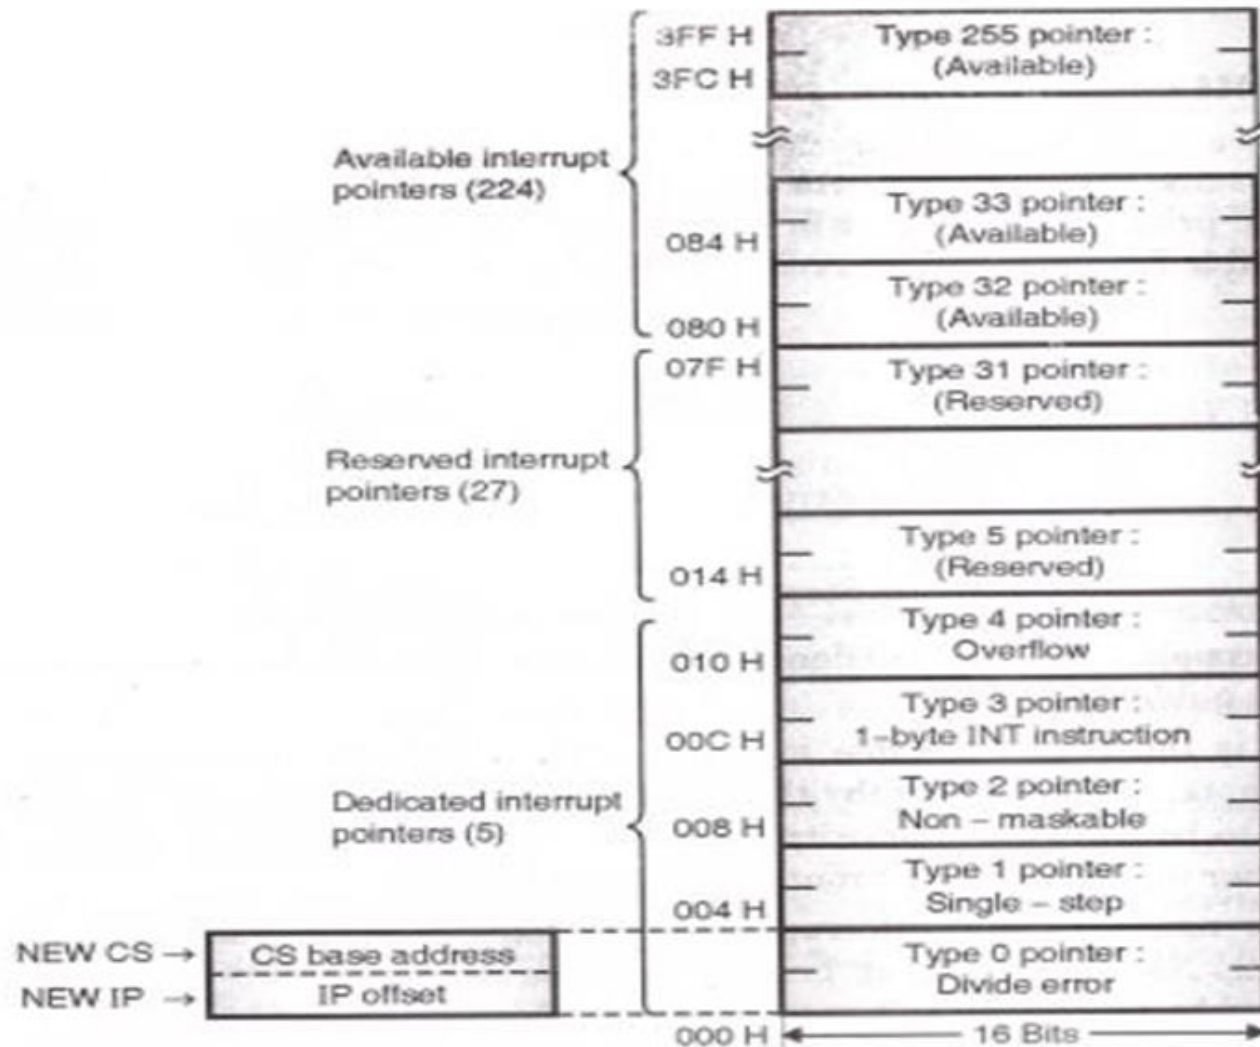 3FF H
Type 255 pointer :
(Available)
3FC H
Available interrupt
pointers (224)
Type 33 pointer :
(Available)
084 H
Type 32 pointer :
(Available)
080 H
07F H
Type 31 pointer :
(Reserved)
Reserved interrupt
pointers (27)
Type 5 pointer :
(Reserved)
014 H
Type 4 pointer :
Overflow
010 H
Type 3 pointer :
1-byte INT instruction
00C H
Type 2 pointer :
Non - maskable
008 H
Dedicated interrupt
pointers (5)
Type 1 pointer :
Single - step
004 H
NEW CS → CS base address
NEW IP → IP offset
Type 0 pointer :
Divide error
000 H
16 Bits